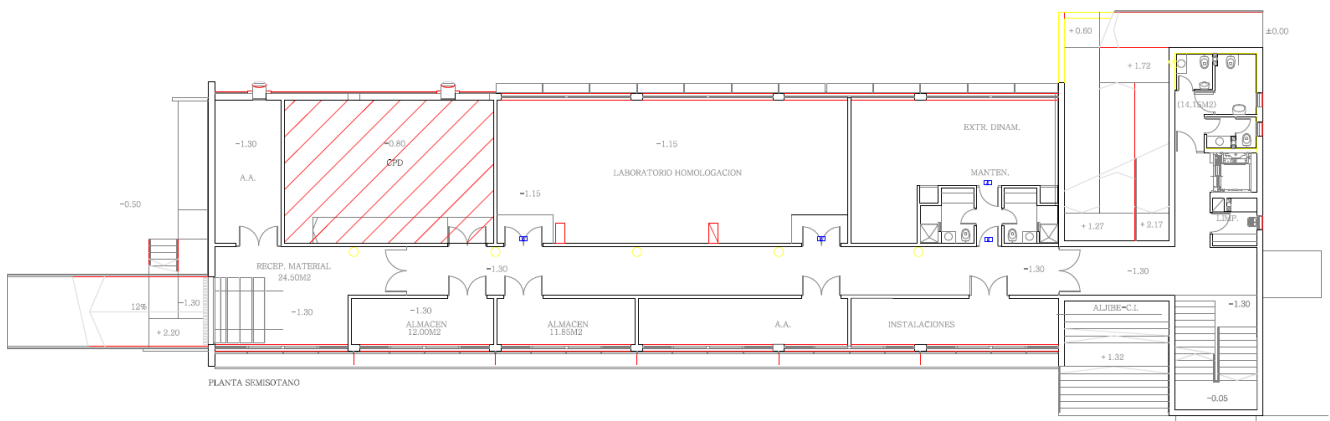 +0.60
±0.00
+1.72
(14,15M2)
-1.30
-0.80
CPD
-1.15
EXTR. DINAM.
A.A.
LABORATORIO HOMOLOGACION
MANTEN.
-0.50
-1.15
LIMP.
+1.27
+2.17
RECEP. MATERIAL
24.50M2
-1.30
-1.30
-1.30
12%
-1.30
-1.30
-1.30
-1.30
ALJIBE-C.I.
ALMACEN
12.00M2
ALMACEN
11.85M2
A.A.
INSTALACIONES
+2.20
+1.32
PLANTA SEMISOTANO
-0.05